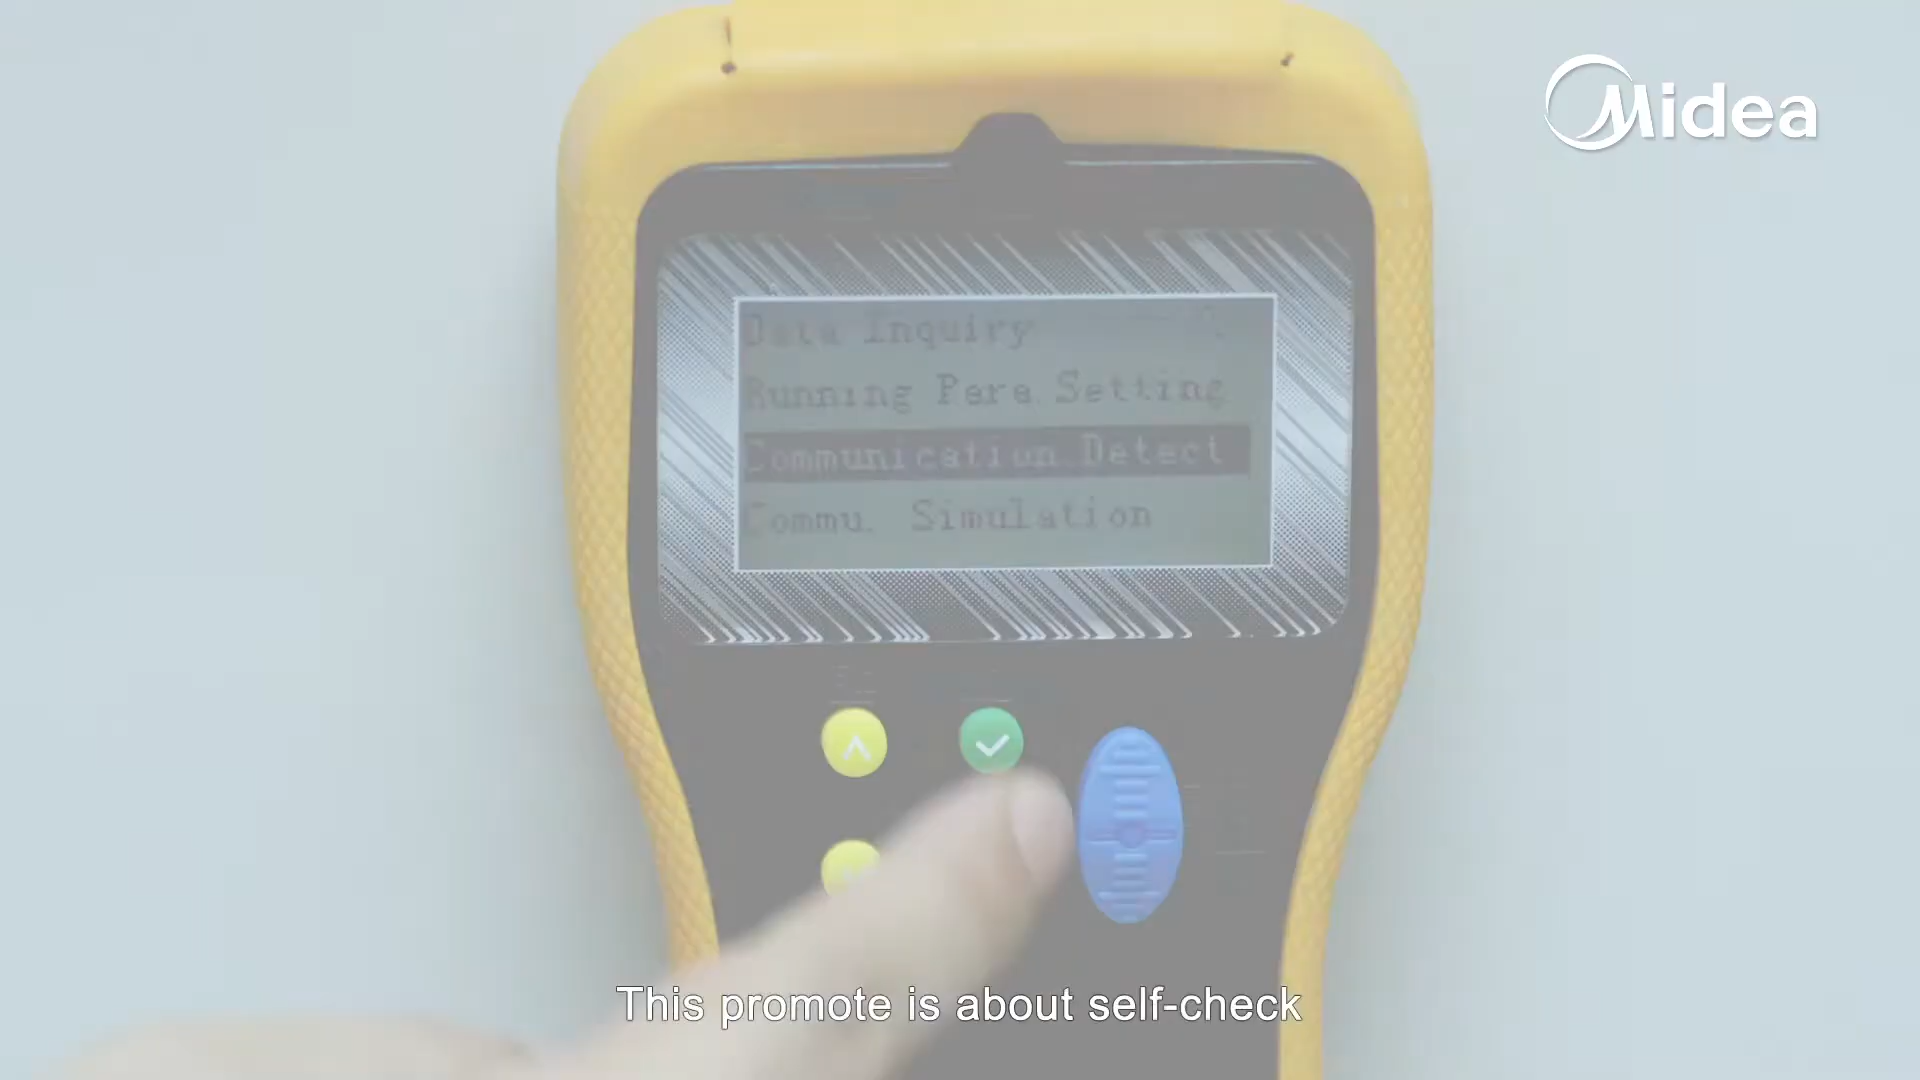 Midea
Data Inquiry
Running Para.Setting
Communication Detect
Commu. Simulation
This promote is about self-check